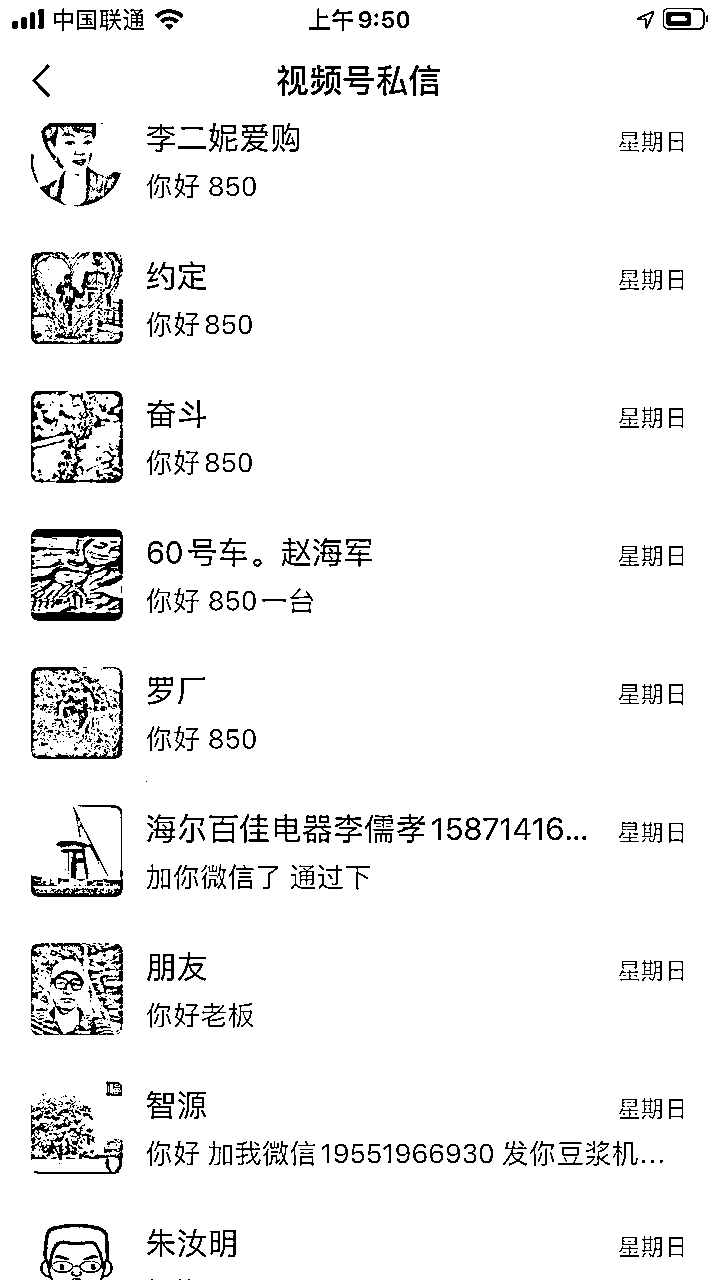 中国联通 上午9:50
视频号私信
李二妮爱购 星期日
你好 850
约定 星期日
你好850
奋斗 星期日
你好850
60号车。赵海军 星期日
你好 850一台
罗厂 星期日
你好 850
海尔百佳电器李儒孝15871416... 星期日
加你微信了 通过下
朋友 星期日
你好老板
智源 星期日
你好 加我微信19551966930 发你豆浆机...
朱汝明 星期日